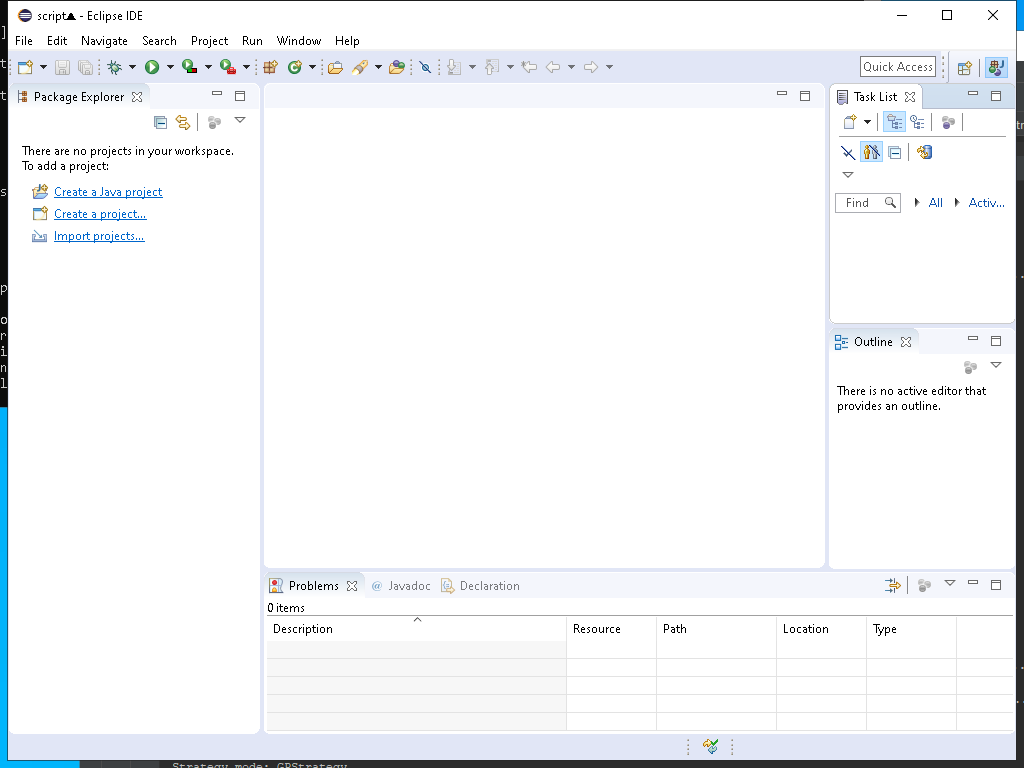 script▲ - Eclipse IDE
File Edit Navigate Search Project Run Window Help
Quick Access
Package Explorer
Task List
There are no projects in your workspace.
To add a project:
Create a Java project
Create a project...
Import projects...
Find All Activ...
Outline
There is no active editor that
provides an outline.
Problems @ Javadoc Declaration
0 items
Description Resource Path Location Type
Strategy mode: GPStrategy